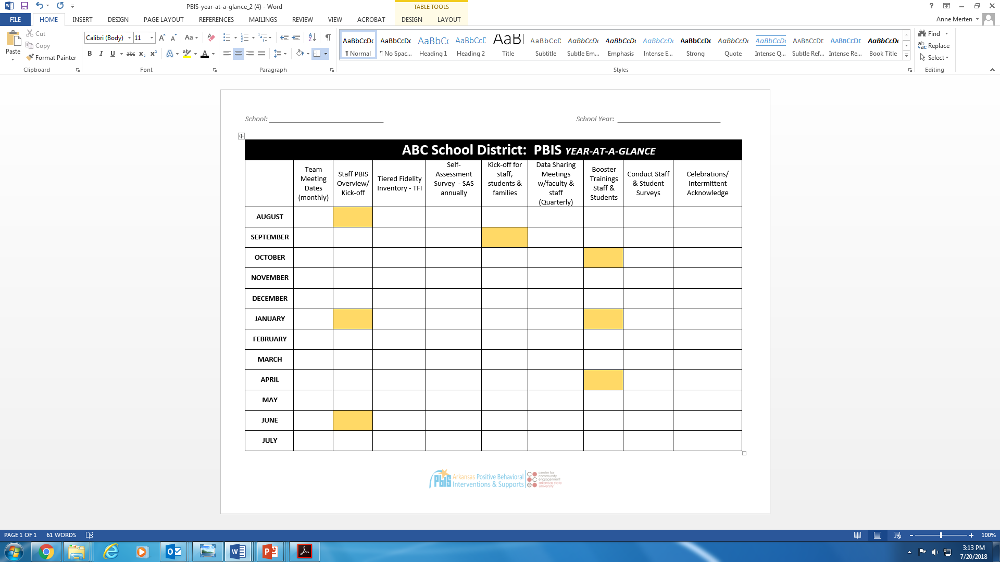 PBIS-year-at-a-glance_2 (4) - Word
TABLE TOOLS
FILE HOME INSERT DESIGN PAGE LAYOUT REFERENCES MAILINGS REVIEW VIEW ACROBAT DESIGN LAYOUT
Anne Merten
Paste
Cut
Copy
Format Painter
Clipboard
Calibri (Body) 11
Font
Paragraph
AaBbCcDc AaBbCcDc AaBbCc AaBbCcD AaBl AaBbCcD AaBbCcDc AaBbCcDc AaBbCcDc AaBbCcDc AaBbCcDc AaBbCcDc AABBCCDE AABBCCDE AaBbCcDc
¶ Normal ¶ No Spac... Heading 1 Heading 2 Title Subtitle Subtle Em... Emphasis Intense E... Strong Quote Intense Q... Subtle Ref... Intense Re... Book Title
Styles
Find
Replace
Select
Editing
School: ____________________________
School Year: ____________________________
ABC School District: PBIS YEAR-AT-A-GLANCE
Team
Meeting
Dates
(monthly)
Staff PBIS
Overview/
Kick-off
Tiered Fidelity
Inventory - TFI
Self-
Assessment
Survey - SAS
annually
Kick-off for
staff,
students &
families
Data Sharing
Meetings
w/faculty &
staff
(Quarterly)
Booster
Trainings
Staff &
Students
Conduct Staff
& Student
Surveys
Celebrations/
Intermittent
Acknowledge
AUGUST
SEPTEMBER
OCTOBER
NOVEMBER
DECEMBER
JANUARY
FEBRUARY
MARCH
APRIL
MAY
JUNE
JULY
PBIS
Arkansas Positive Behavioral
Interventions & Supports
CoCCeo
center for
community
engagement
arkansas state
university
PAGE 1 OF 1 61 WORDS
100%
3:13 PM
7/20/2018